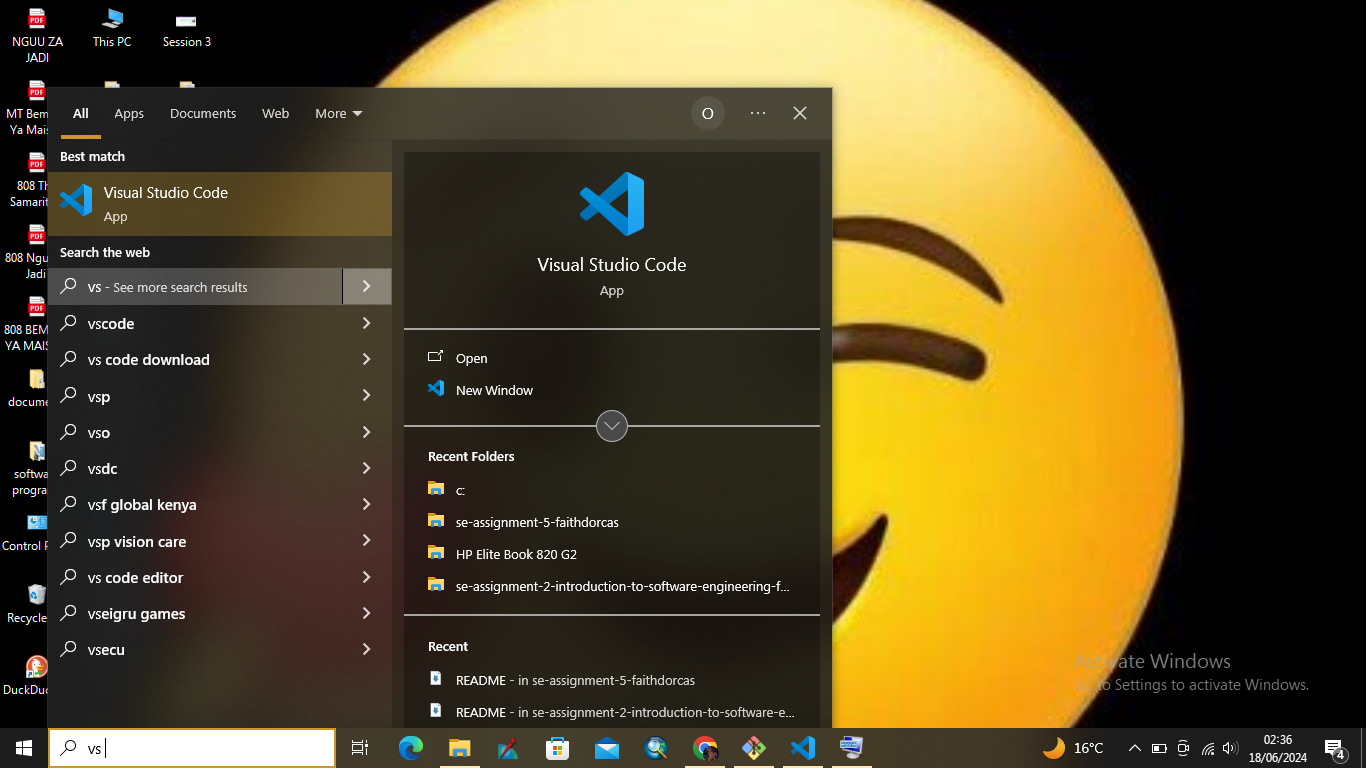 NGUU ZA
JADI
This PC
Session 3
MT Bem
Ya Mais
808 Th
Samarit
808 Ngu
Jadi
808 BEM
YA MAIS
docume
softwa
progra
Control P
Recycle
DuckDuc
All
Apps
Documents
Web
More
O
Best match
Visual Studio Code
App
Search the web
vs - See more search results
vscode
vs code download
vsp
vso
vsdc
vsf global kenya
vsp vision care
vs code editor
vseigru games
vsecu
Visual Studio Code
App
Open
New Window
Recent Folders
c:
se-assignment-5-faithdorcas
HP Elite Book 820 G2
se-assignment-2-introduction-to-software-engineering-f...
Recent
README - in se-assignment-5-faithdorcas
README - in se-assignment-2-introduction-to-software-e...
Activate Windows
Go to Settings to activate Windows.
vs
16°C
02:36
18/06/2024
4